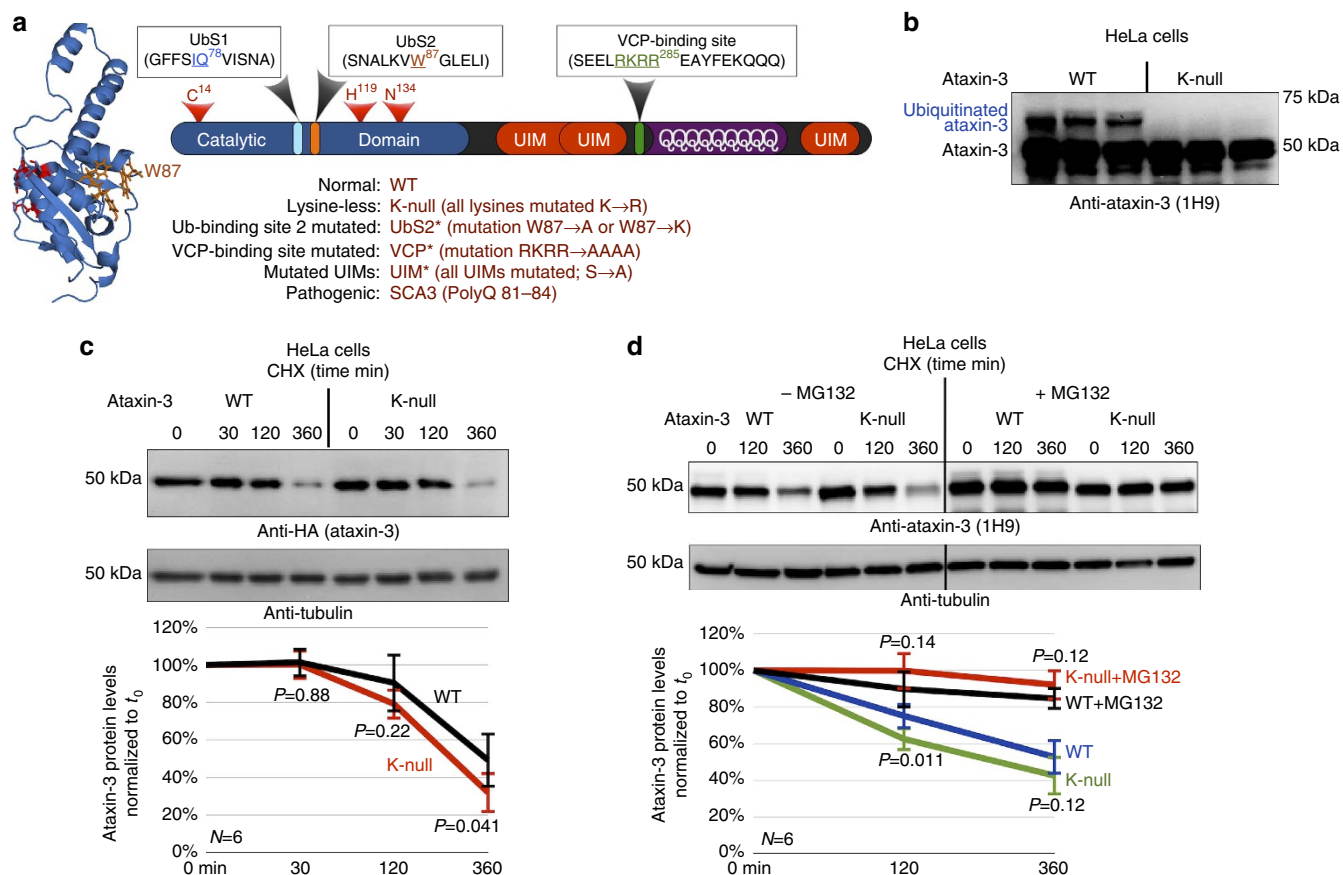 a
UbS1
(GFFSIQ78VISNA)
UbS2
(SNALKVW87GLELI)
VCP-binding site
(SEELRKRR285EAYFEKQQQ)
C14
H119
N134
Catalytic
Domain
UIM
UIM
QQQQQQQQQ
UIM
W87
Normal: WT
Lysine-less: K-null (all lysines mutated K→R)
Ub-binding site 2 mutated: UbS2* (mutation W87→A or W87→K)
VCP-binding site mutated: VCP* (mutation RKRR→AAAA)
Mutated UIMs: UIM* (all UIMs mutated; S→A)
Pathogenic: SCA3 (PolyQ 81–84)
b
HeLa cells
Ataxin-3 WT K-null
75 kDa
Ubiquitinated
ataxin-3
Ataxin-3
50 kDa
Anti-ataxin-3 (1H9)
c
HeLa cells
CHX (time min)
Ataxin-3 WT K-null
0 30 120 360 0 30 120 360
50 kDa
Anti-HA (ataxin-3)
50 kDa
Anti-tubulin
Ataxin-3 protein levels
normalized to t0
120%
100%
80%
60%
40%
20%
0%
P=0.88
P=0.22
WT
K-null
P=0.041
N=6
0 min 30 120 360
d
HeLa cells
CHX (time min)
– MG132 + MG132
Ataxin-3 WT K-null WT K-null
0 120 360 0 120 360 0 120 360 0 120 360
50 kDa
Anti-ataxin-3 (1H9)
50 kDa
Anti-tubulin
Ataxin-3 protein levels
normalized to t0
120%
100%
80%
60%
40%
20%
0%
P=0.14
P=0.12
K-null+MG132
WT+MG132
WT
K-null
P=0.011
P=0.12
N=6
0 min 120 360